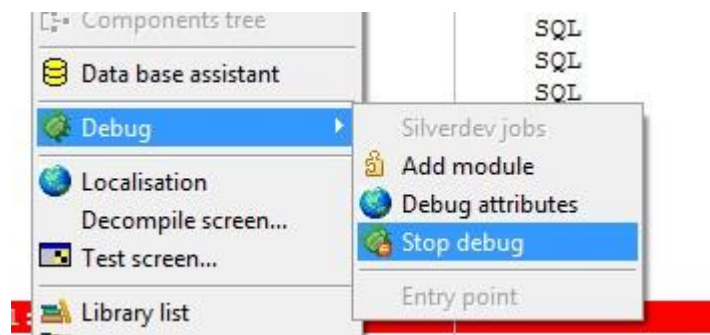 Components tree
SQL
SQL
SQL
Data base assistant
Debug
Silverdev jobs
Add module
Debug attributes
Stop debug
Entry point
Localisation
Decompile screen...
Test screen...
Library list